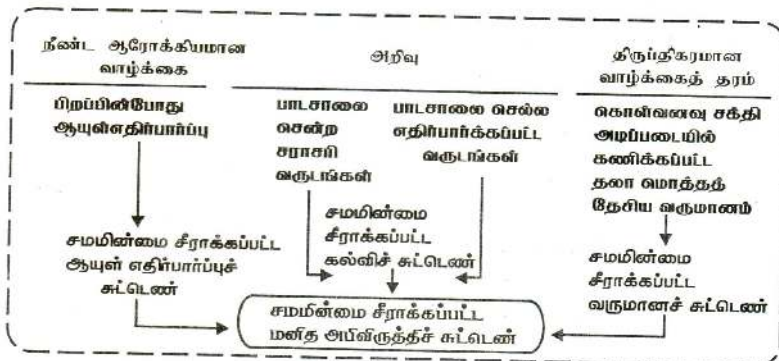 நீண்ட ஆரோக்கியமான
வாழ்க்கை
அறிவு
திருப்திகரமான
வாழ்க்கைத் தரம்
பிறப்பின்போது
ஆயுள்எதிர்பார்ப்பு
பாடசாலை
சென்ற
சராசரி
வருடங்கள்
பாடசாலை செல்ல
எதிர்பார்க்கப்பட்ட
வருடங்கள்
கொள்வனவு சக்தி
அடிப்படையில்
கணிக்கப்பட்ட
தலா மொத்தத்
தேசிய வருமானம்
சமமின்மை சீராக்கப்பட்ட
ஆயுள் எதிர்பார்ப்புச்
சுட்டெண்
சமமின்மை
சீராக்கப்பட்ட
கல்விச் சுட்டெண்
சமமின்மை
சீராக்கப்பட்ட
வருமானச் சுட்டெண்
சமமின்மை சீராக்கப்பட்ட
மனித அபிவிருத்திச் சுட்டெண்